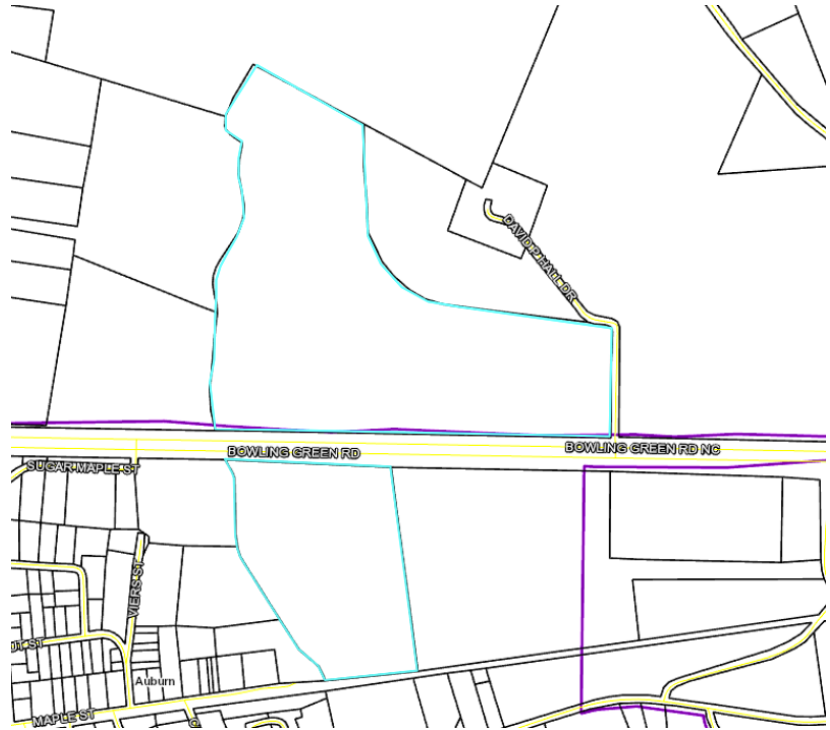 DAVID P HALL DR
BOWLING GREEN RD
BOWLING GREEN RD NC
SUGAR MAPLE ST
VIERS ST
UT ST
Auburn
MAPLE ST